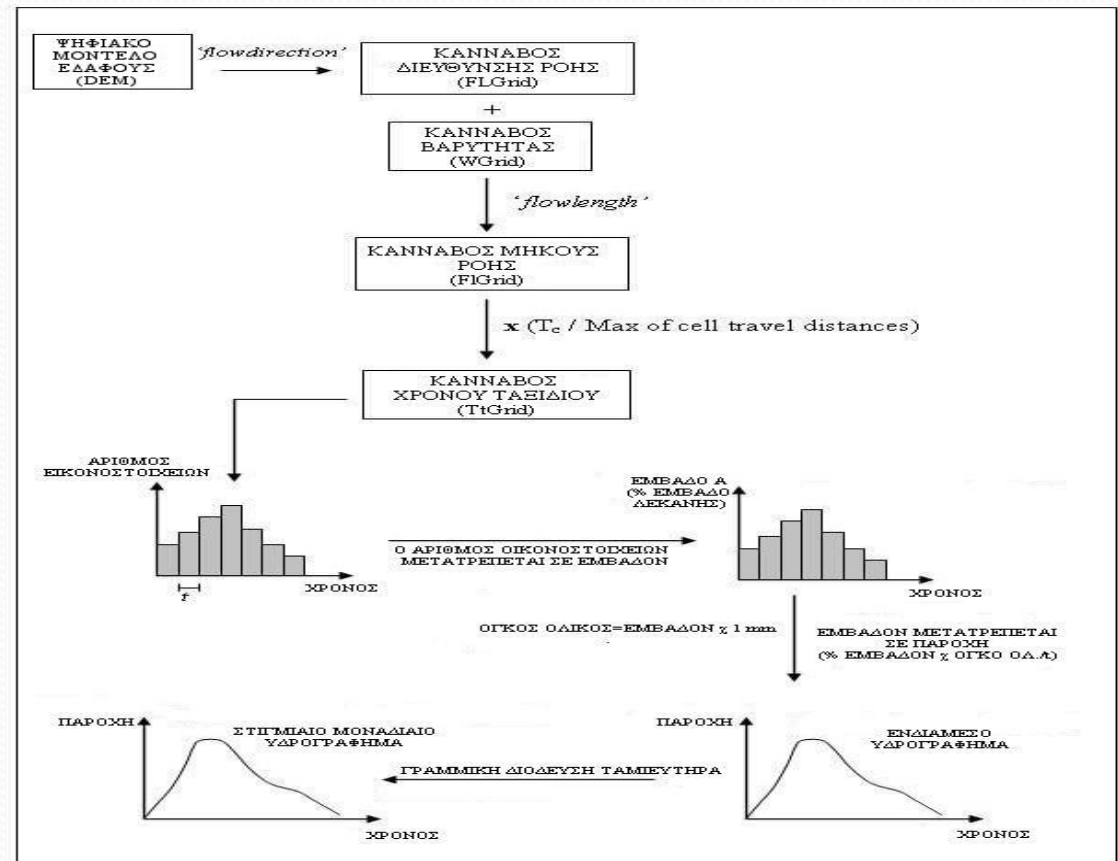 ΨΗΦΙΑΚΟ
ΜΟΝΤΕΛΟ
ΕΔΑΦΟΥΣ
(DEM)
'flowdirection'
ΚΑΝΝΑΒΟΣ
ΔΙΕΥΘΥΝΣΗΣ ΡΟΗΣ
(FLGrid)
+
ΚΑΝΝΑΒΟΣ
ΒΑΡΥΤΗΤΑΣ
(WGrid)
'flowlength'
ΚΑΝΝΑΒΟΣ ΜΗΚΟΥΣ
ΡΟΗΣ
(FlGrid)
x (Tc / Max of cell travel distances)
ΚΑΝΝΑΒΟΣ
ΧΡΟΝΟΥ ΤΑΞΙΔΙΟΥ
(TtGrid)
ΑΡΙΘΜΟΣ
ΕΙΚΟΝΟΣΤΟΙΧΕΙΩΝ
t
ΧΡΟΝΟΣ
Ο ΑΡΙΘΜΟΣ ΟΙΚΟΝΟΣΤΟΙΧΕΙΩΝ
ΜΕΤΑΤΡΕΠΕΤΑΙ ΣΕ ΕΜΒΑΔΟΝ
ΕΜΒΑΔΟ Α
(% ΕΜΒΑΔΟ
ΛΕΚΑΝΗΣ)
ΧΡΟΝΟΣ
ΟΓΚΟΣ ΟΛΙΚΟΣ=ΕΜΒΑΔΟΝ χ 1 mm
ΕΜΒΑΔΟΝ ΜΕΤΑΤΡΕΠΕΤΑΙ
ΣΕ ΠΑΡΟΧΗ
(% ΕΜΒΑΔΟΝ χ ΟΓΚΟ ΟΛ./t)
ΠΑΡΟΧΗ
ΣΤΙΓΜΙΑΙΟ ΜΟΝΑΔΙΑΙΟ
ΥΔΡΟΓΡΑΦΗΜΑ
ΧΡΟΝΟΣ
ΓΡΑΜΜΙΚΗ ΔΙΟΔΕΥΣΗ ΤΑΜΙΕΥΤΗΡΑ
ΠΑΡΟΧΗ
ΕΝΔΙΑΜΕΣΟ
ΥΔΡΟΓΡΑΦΗΜΑ
ΧΡΟΝΟΣ